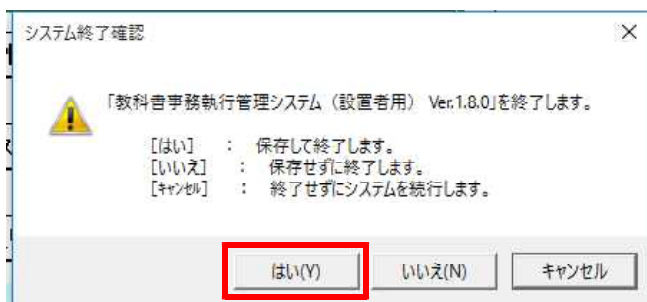 システム終了確認
「教科書事務執行管理システム（設置者用） Ver.1.8.0」を終了します。
[はい] ： 保存して終了します。
[いいえ] ： 保存せずに終了します。
[ｷｬﾝｾﾙ] ： 終了せずにシステムを続行します。
はい(Y) いいえ(N) キャンセル